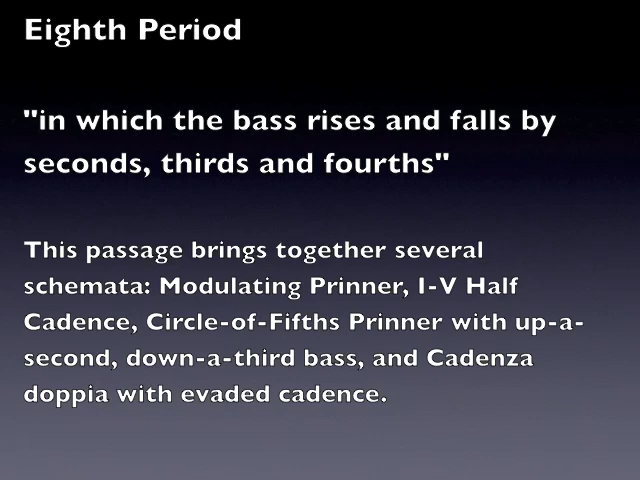 Eighth Period
"in which the bass rises and falls by
seconds, thirds and fourths"
This passage brings together several
schemata: Modulating Prinner, I-V Half
Cadence, Circle-of-Fifths Prinner with up-a-
second, down-a-third bass, and Cadenza
doppia with evaded cadence.